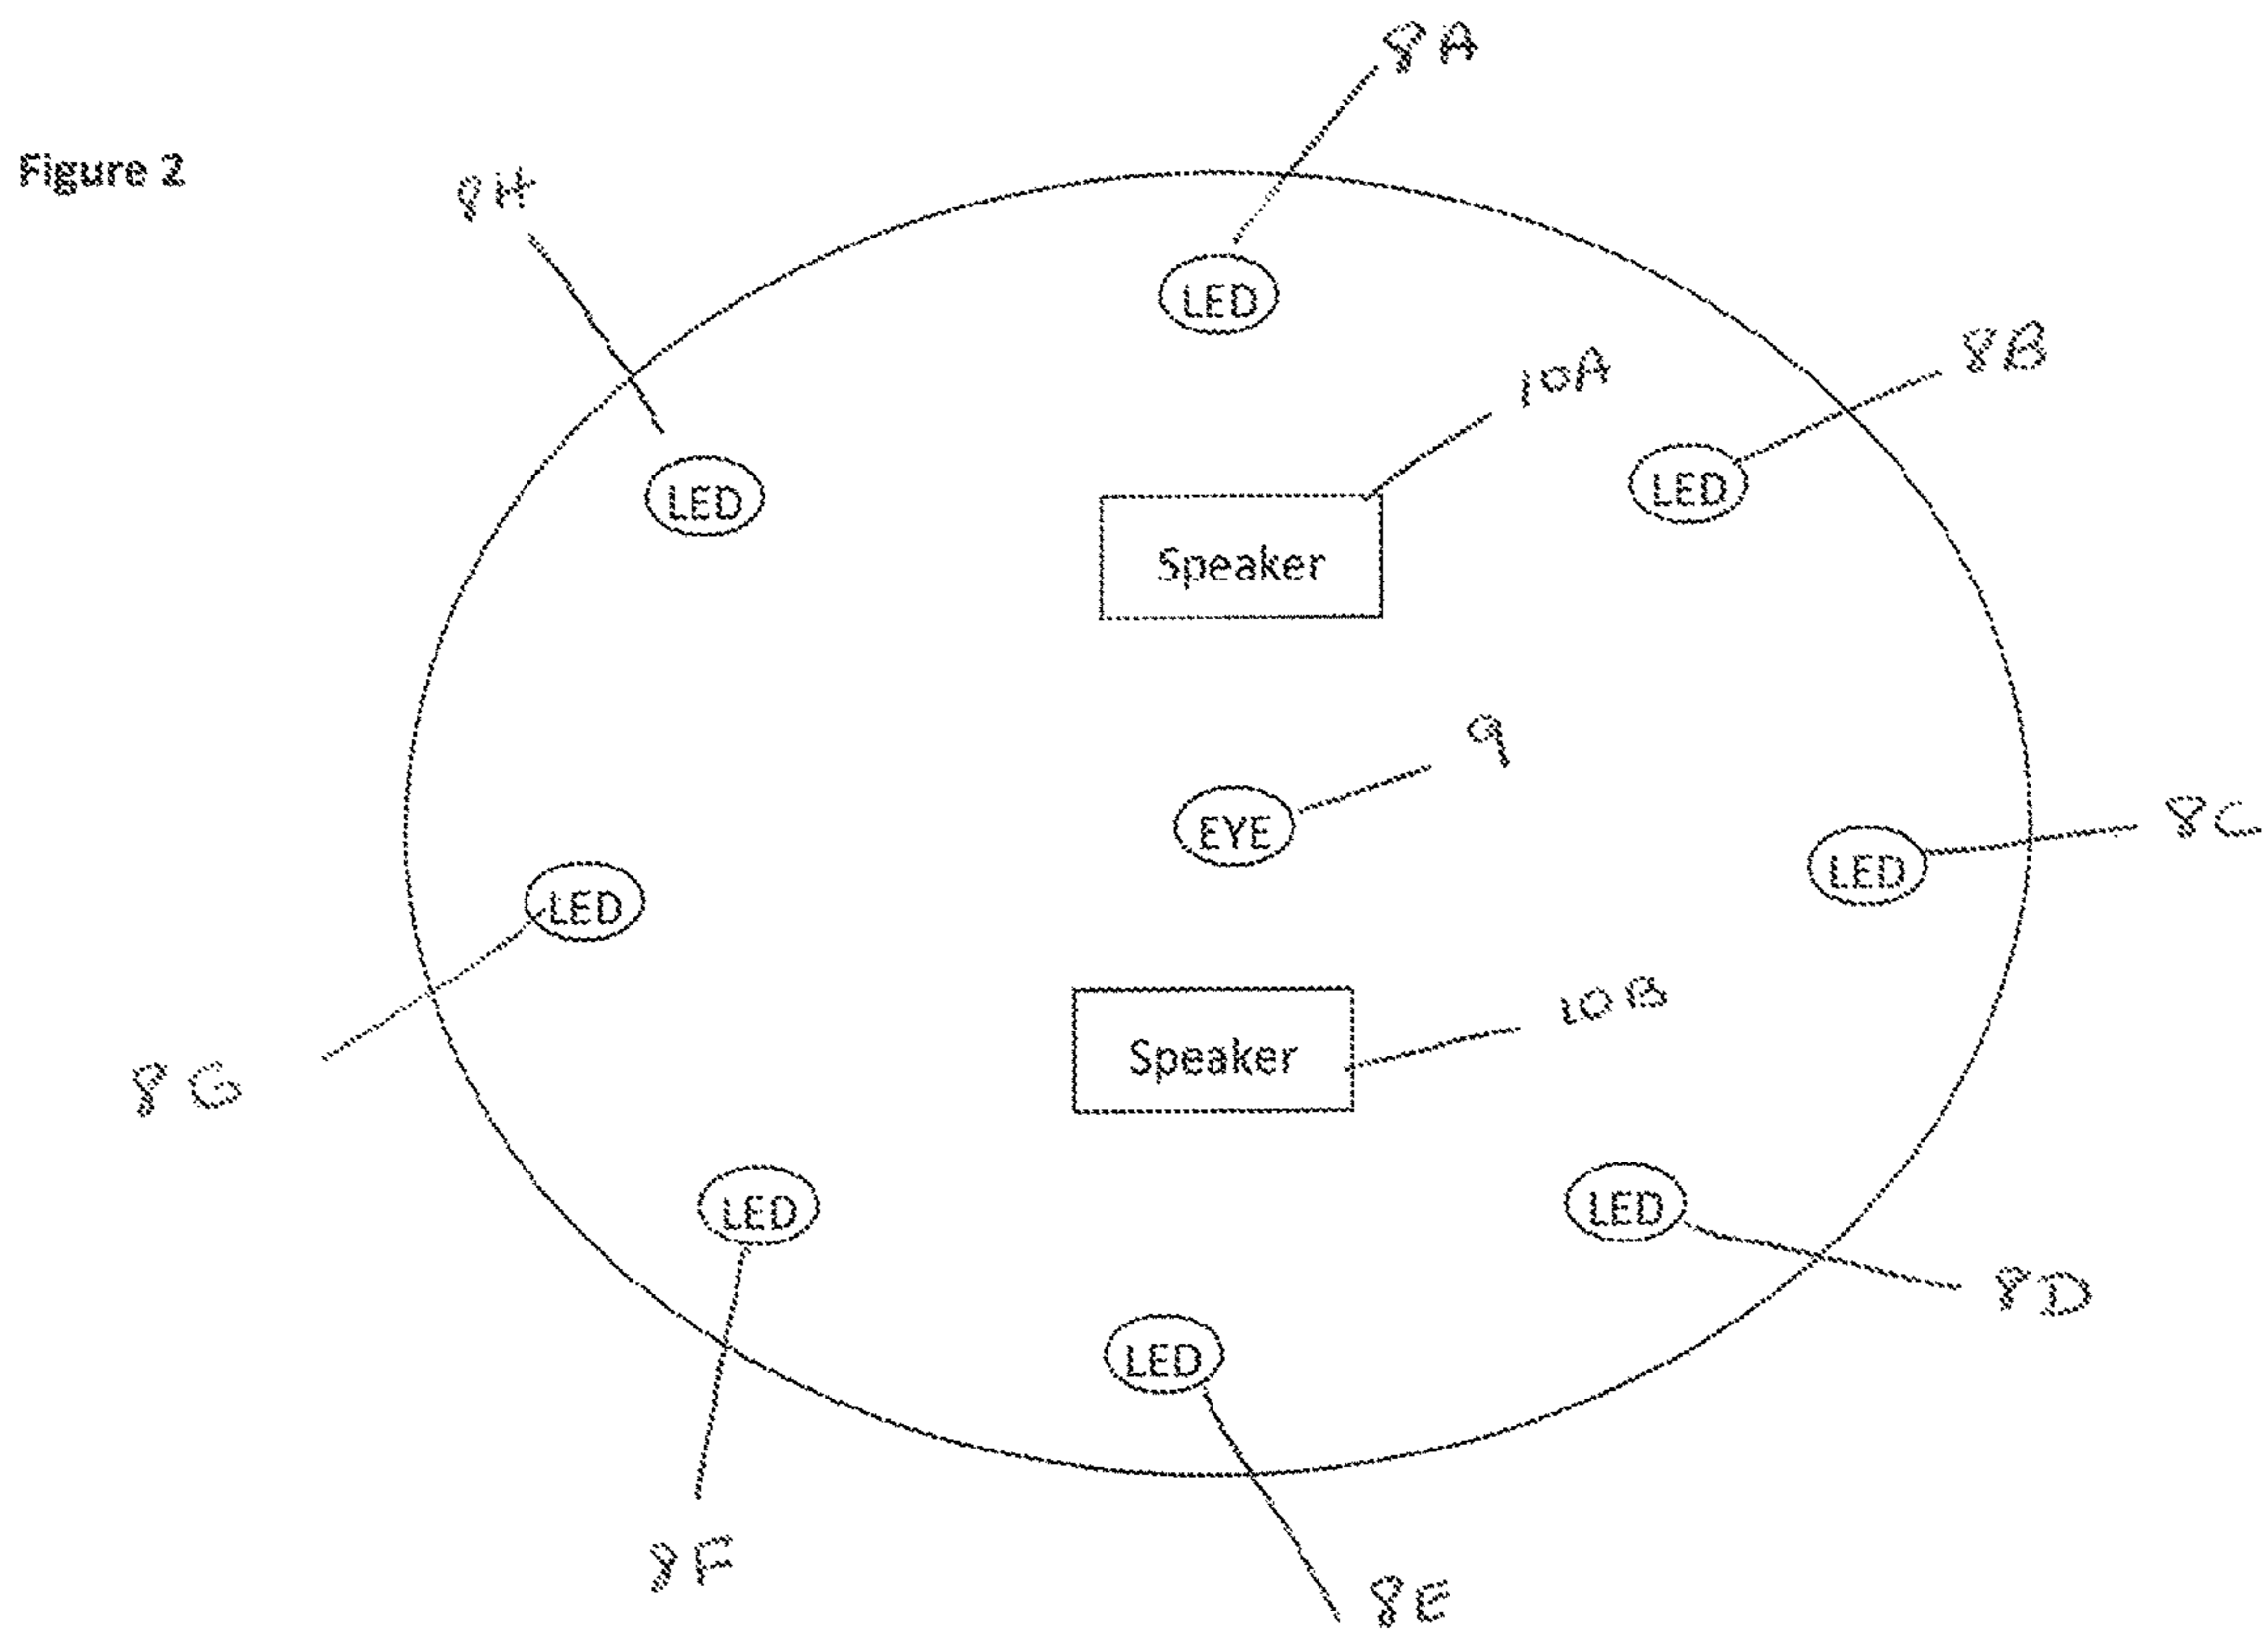 8A
Figure 2
8H
LED
8B
10A
LED
LED
Speaker
9
EYE
8C
LED
LED
10B
Speaker
8G
LED
LED
8D
LED
8F
8E